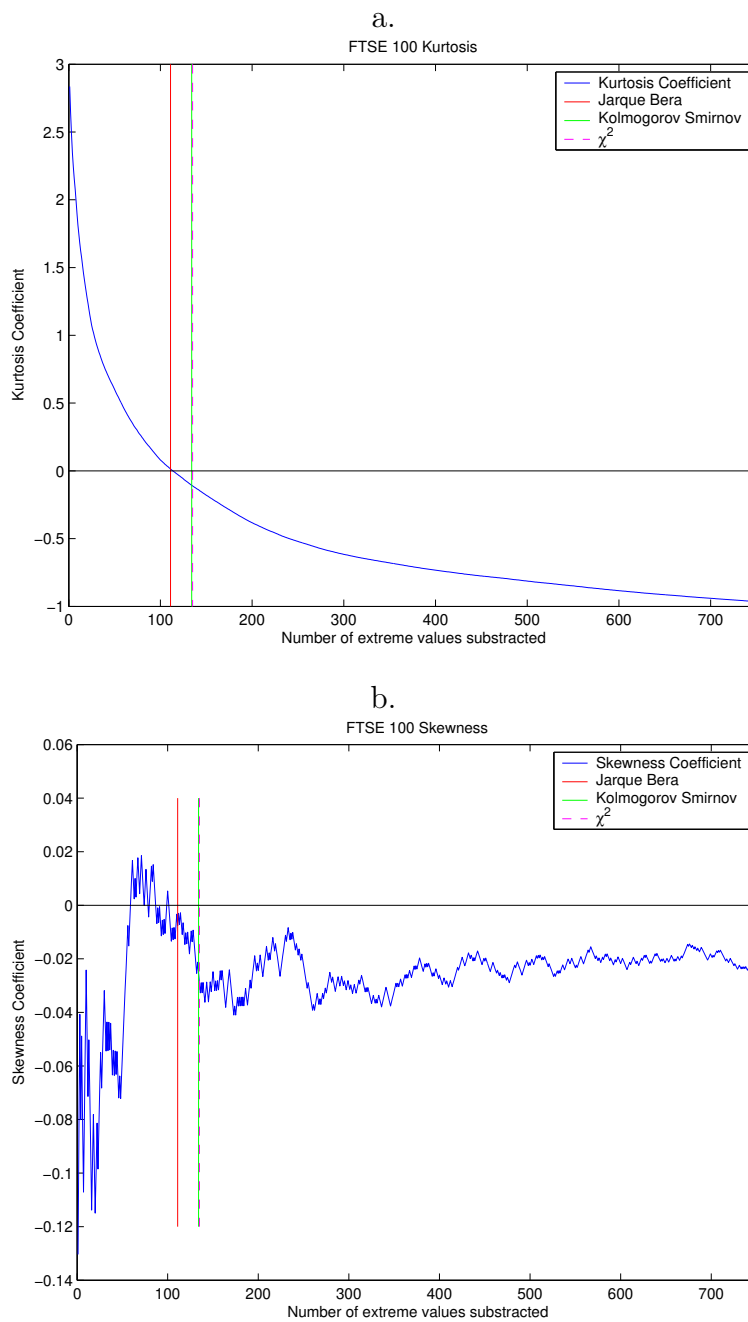 a.
FTSE 100 Kurtosis
3
2.5
2
1.5
1
0.5
0
−0.5
−1
Kurtosis Coefficient
Kurtosis Coefficient
Jarque Bera
Kolmogorov Smirnov
χ²
0 100 200 300 400 500 600 700
Number of extreme values substracted
b.
FTSE 100 Skewness
0.06
0.04
0.02
0
−0.02
−0.04
−0.06
−0.08
−0.1
−0.12
−0.14
Skewness Coefficient
Skewness Coefficient
Jarque Bera
Kolmogorov Smirnov
χ²
0 100 200 300 400 500 600 700
Number of extreme values substracted